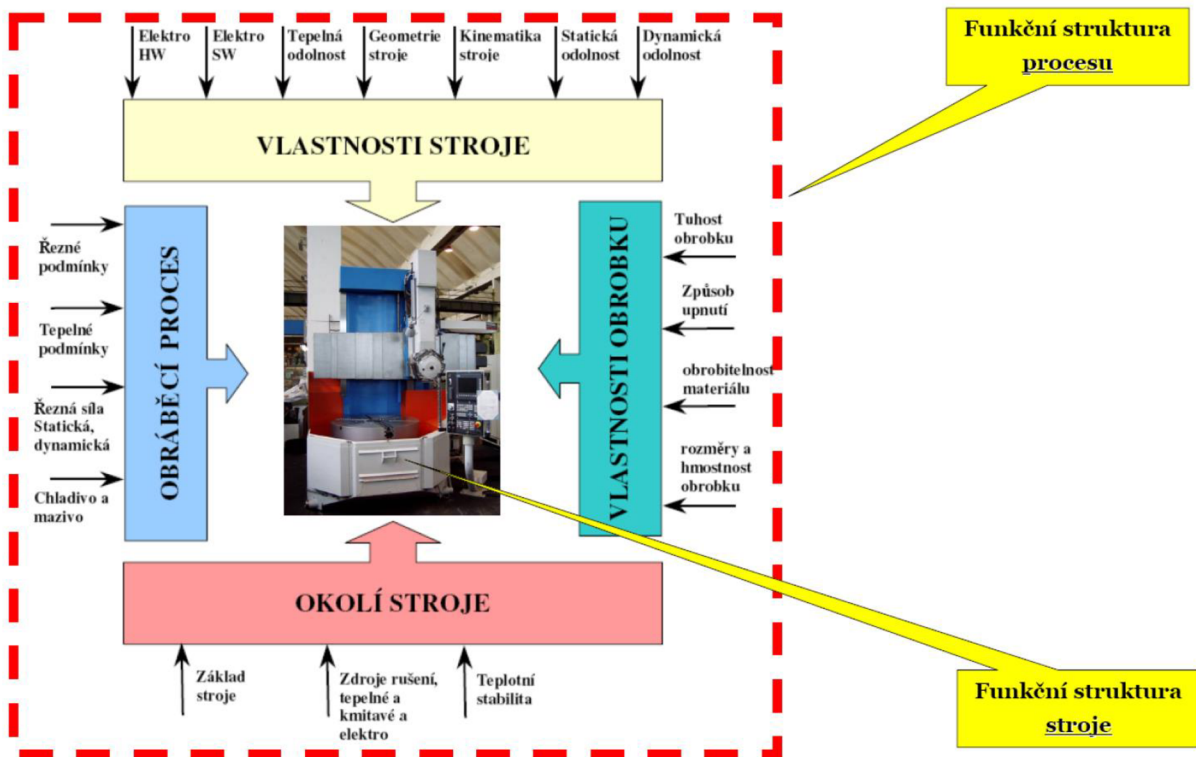 Elektro
HW
Elektro
SW
Tepelná
odolnost
Geometrie
stroje
Kinematika
stroje
Statická
odolnost
Dynamická
odolnost
Funkční struktura
procesu
VLASTNOSTI STROJE
Řezné
podmínky
Tepelné
podmínky
Řezná síla
Statická,
dynamická
Chladivo a
mazivo
OBRÁBĚCÍ PROCES
VLASTNOSTI OBROBKU
Tuhost
obrobku
Způsob
upnutí
obrobitelnost
materiálu
rozměry a
hmostnost
obrobku
OKOLÍ STROJE
Základ
stroje
Zdroje rušení,
tepelné a
kmitavé a
elektro
Teplotní
stabilita
Funkční struktura
stroje